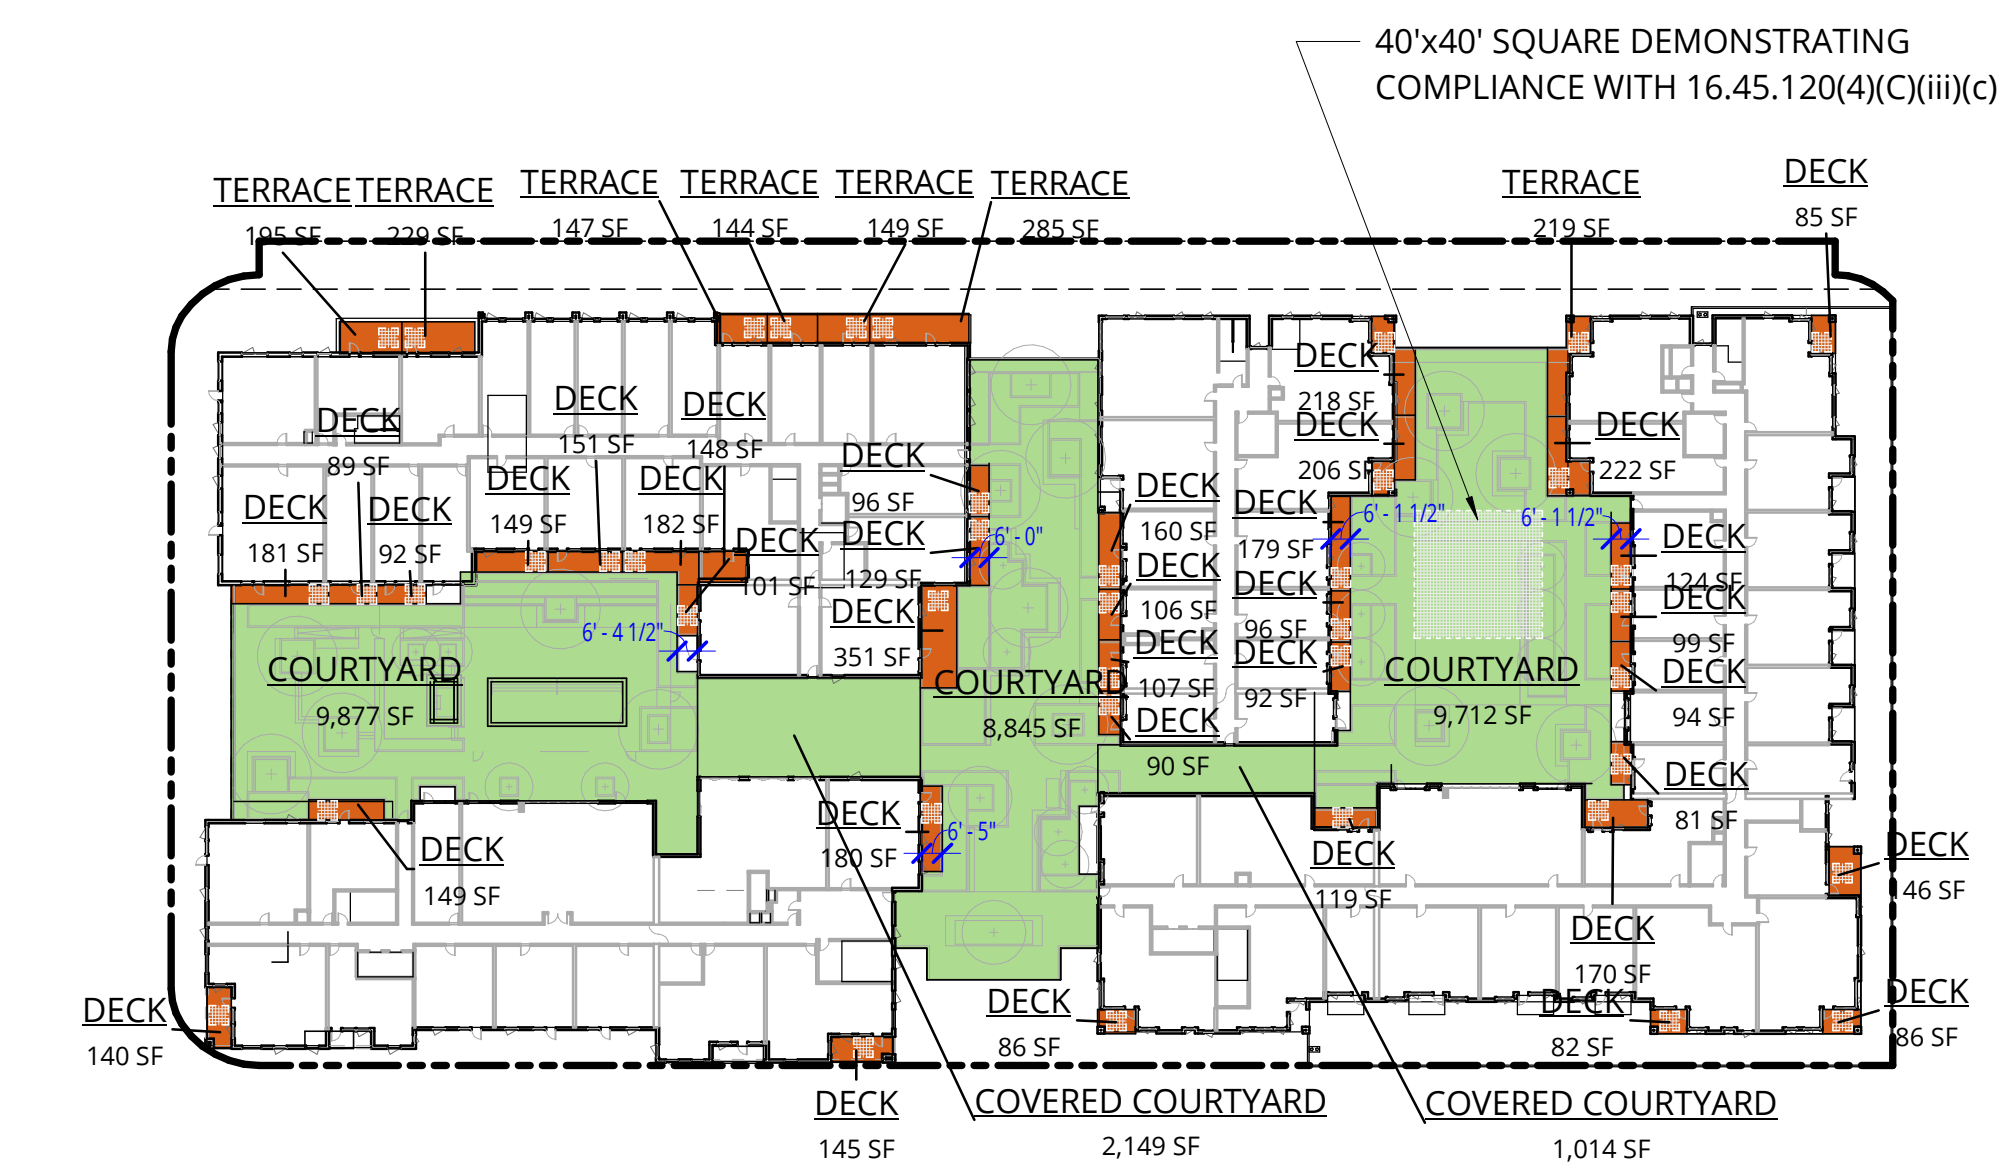 40'x40' SQUARE DEMONSTRATING
COMPLIANCE WITH 16.45.120(4)(C)(iii)(c)
TERRACE
195 SF
TERRACE
229 SF
TERRACE
147 SF
TERRACE
144 SF
TERRACE
149 SF
TERRACE
285 SF
TERRACE
219 SF
DECK
85 SF
DECK
89 SF
DECK
151 SF
DECK
148 SF
DECK
181 SF
DECK
92 SF
DECK
149 SF
DECK
182 SF
DECK
101 SF
DECK
96 SF
DECK
129 SF
6' - 0"
DECK
351 SF
6' - 4 1/2"
DECK
218 SF
DECK
206 SF
DECK
222 SF
DECK
160 SF
DECK
106 SF
DECK
107 SF
DECK
90 SF
DECK
179 SF
DECK
96 SF
DECK
92 SF
6' - 1 1/2"
6' - 1 1/2"
DECK
124 SF
DECK
99 SF
DECK
94 SF
DECK
81 SF
COURTYARD
9,877 SF
COURTYARD
8,845 SF
COURTYARD
9,712 SF
DECK
180 SF
6' - 5"
DECK
149 SF
DECK
119 SF
DECK
170 SF
DECK
146 SF
DECK
140 SF
DECK
86 SF
DECK
82 SF
DECK
86 SF
DECK
145 SF
COVERED COURTYARD
2,149 SF
COVERED COURTYARD
1,014 SF